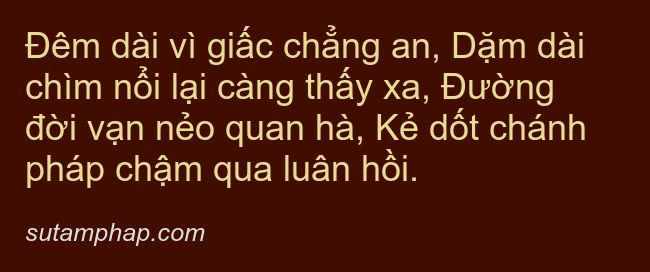 Đêm dài vì giấc chẳng an, Dặm dài
chìm nổi lại càng thấy xa, Đường
đời vạn nẻo quan hà, Kẻ dốt chánh
pháp chậm qua luân hồi.
sutamphap.com